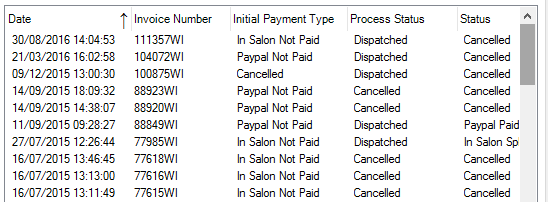 Date Invoice Number Initial Payment Type Process Status Status
30/08/2016 14:04:53 111357WI In Salon Not Paid Dispatched Cancelled
21/03/2016 16:02:58 104072WI Paypal Not Paid Dispatched Cancelled
09/12/2015 13:00:30 100875WI Cancelled Dispatched Cancelled
14/09/2015 18:09:32 88923WI Paypal Not Paid Cancelled Cancelled
14/09/2015 14:38:07 88920WI Paypal Not Paid Cancelled Cancelled
11/09/2015 09:28:27 88849WI Paypal Not Paid Dispatched Paypal Paid
27/07/2015 12:26:44 77985WI In Salon Not Paid Dispatched In Salon Spl
16/07/2015 13:46:45 77618WI In Salon Not Paid Cancelled Cancelled
16/07/2015 13:13:00 77616WI In Salon Not Paid Cancelled Cancelled
16/07/2015 13:11:49 77615WI In Salon Not Paid Cancelled Cancelled